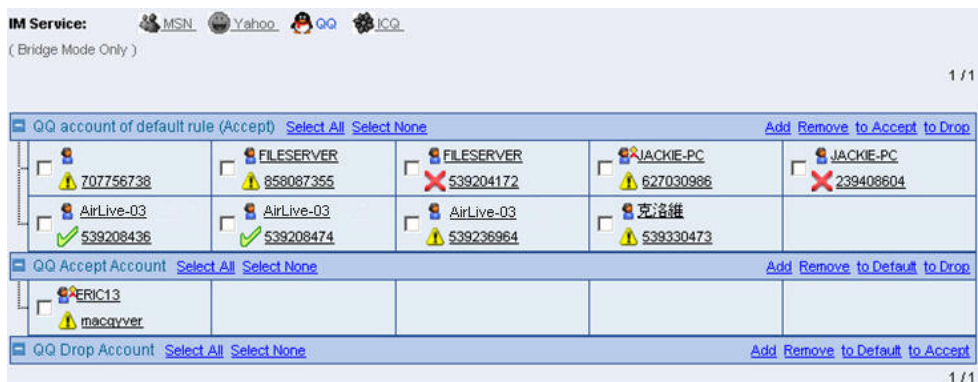 IM Service: MSN Yahoo QQ ICQ
( Bridge Mode Only )
1 / 1
QQ account of default rule (Accept) Select All Select None Add Remove to Accept to Drop
FILESERVER FILESERVER JACKIE-PC JACKIE-PC
707756738 858087355 539204172 627030986 239408604
AirLive-03 AirLive-03 AirLive-03 克洛維
539208436 539208474 539236964 539330473
QQ Accept Account Select All Select None Add Remove to Default to Drop
ERIC13
macqyver
QQ Drop Account Select All Select None Add Remove to Default to Accept
1 / 1